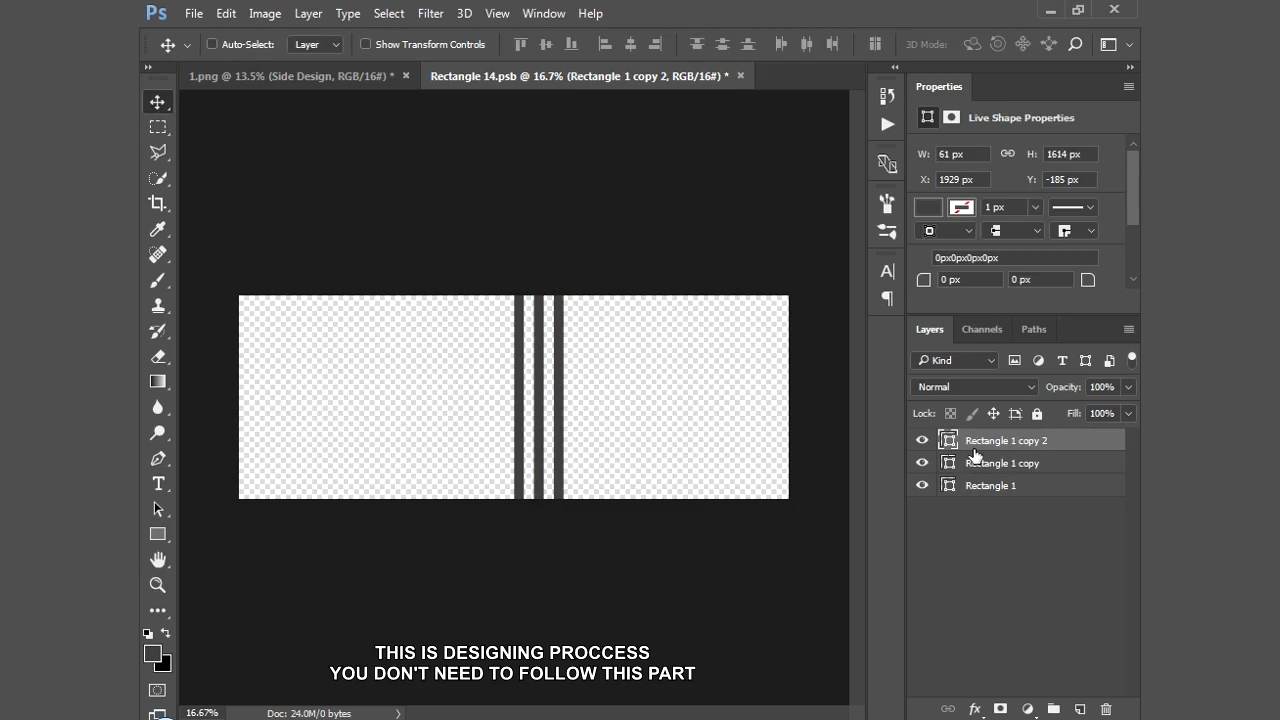 Ps File Edit Image Layer Type Select Filter 3D View Window Help
Auto-Select: Layer Show Transform Controls 3D Mode:
1.png @ 13.5% (Side Design, RGB/16#) * × Rectangle 14.psb @ 16.7% (Rectangle 1 copy 2, RGB/16#) * ×
Properties
Live Shape Properties
W: 61 px H: 1614 px
X: 1929 px Y: -185 px
1 px
0px0px0px0px
0 px 0 px
Layers Channels Paths
Kind
Normal Opacity: 100%
Lock: Fill: 100%
Rectangle 1 copy 2
Rectangle 1 copy
Rectangle 1
THIS IS DESIGNING PROCCESS
YOU DON'T NEED TO FOLLOW THIS PART
16.67% Doc: 24.0M/0 bytes